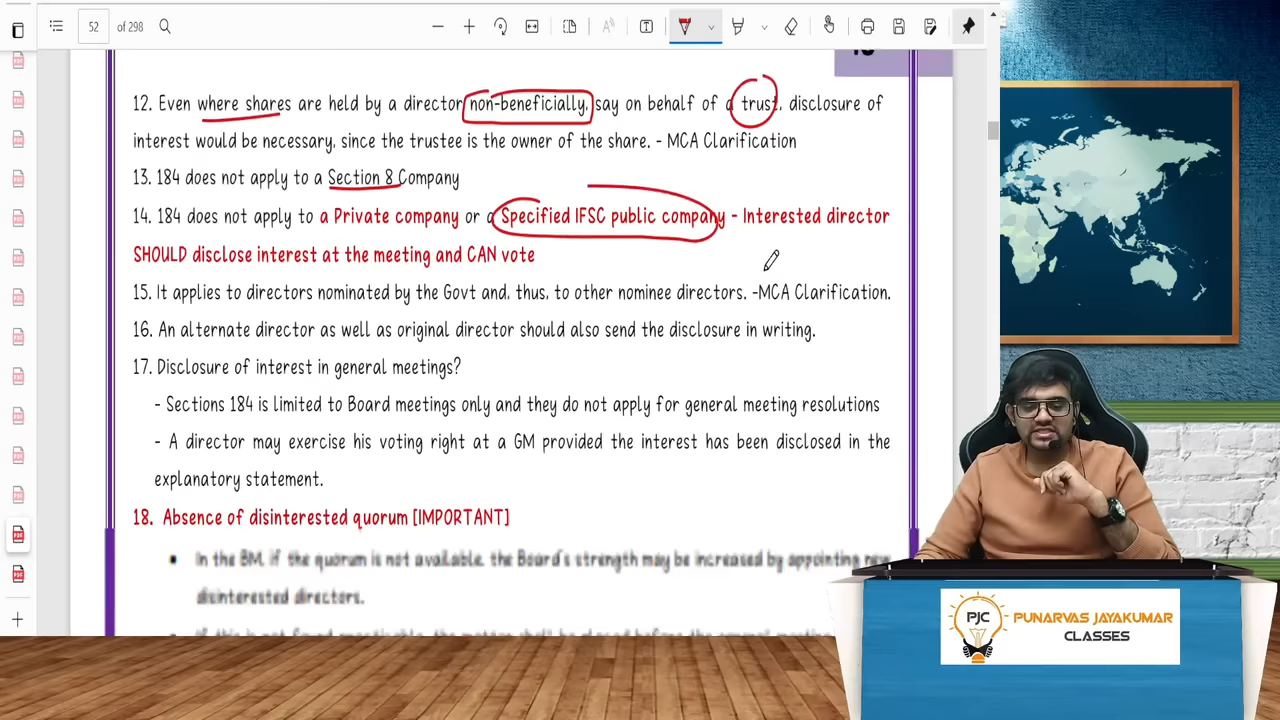 52
of 298
12. Even where shares are held by a director non-beneficially, say on behalf of a trust, disclosure of
interest would be necessary, since the trustee is the owner of the share. - MCA Clarification
13. 184 does not apply to a Section 8 Company
14. 184 does not apply to a Private company or a Specified IFSC public company - Interested director
SHOULD disclose interest at the meeting and CAN vote
15. It applies to directors nominated by the Govt and, thus, to other nominee directors. -MCA Clarification.
16. An alternate director as well as original director should also send the disclosure in writing.
17. Disclosure of interest in general meetings?
- Sections 184 is limited to Board meetings only and they do not apply for general meeting resolutions
- A director may exercise his voting right at a GM provided the interest has been disclosed in the
explanatory statement.
18. Absence of disinterested quorum [IMPORTANT]
• In the BM, if the quorum is not available, the Board's strength may be increased by appointing new
disinterested directors.
PJC
PUNARVAS JAYAKUMAR
CLASSES